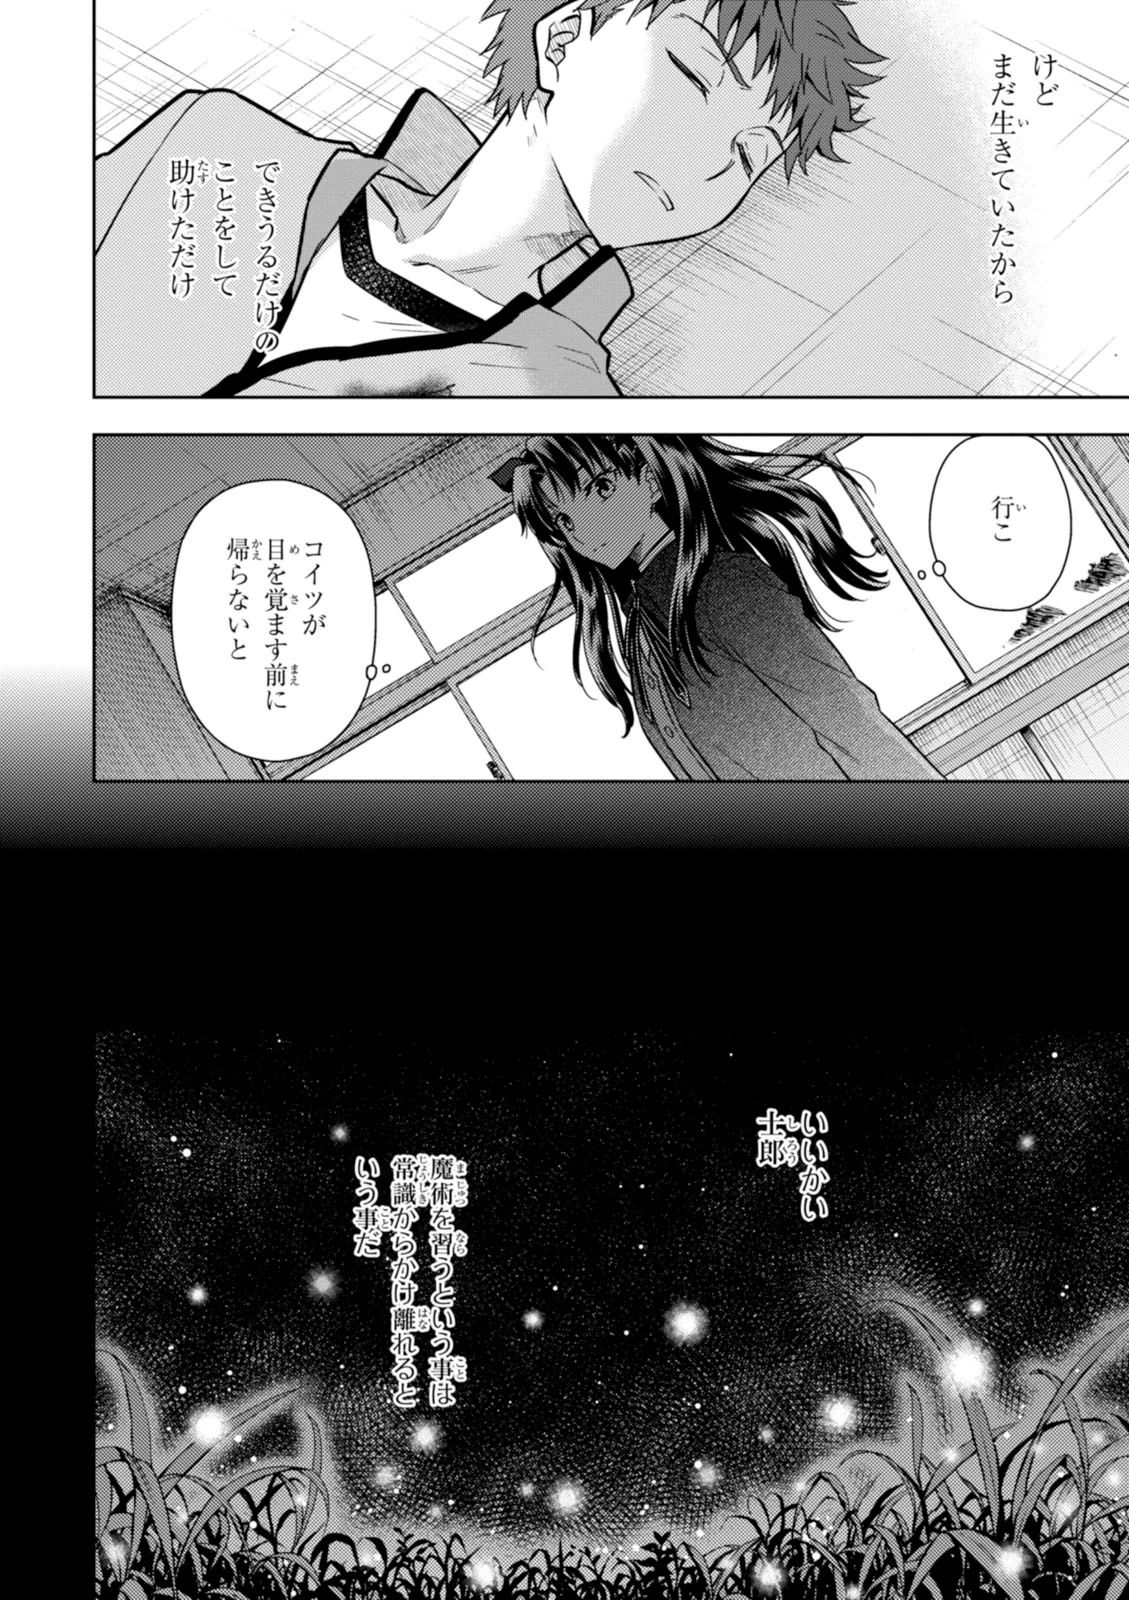 けど
まだ生きていたから
できうるだけの
ことをして
助けただけ
行こ
コイツが
目を覚ます前に
帰らないと
いいかい
士郎
魔術を習うという事は
常識からかけ離れると
いう事だ